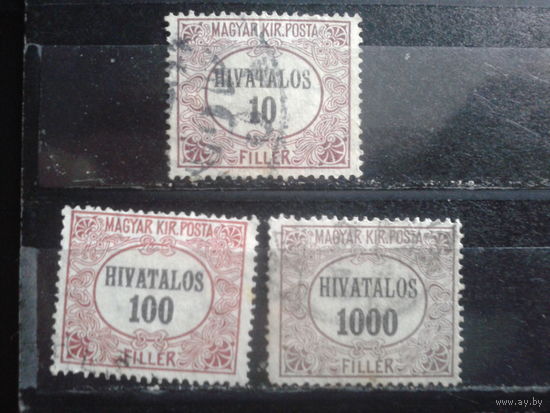 MAGYAR KIR. POSTA
HIVATALOS
10
FILLÉR
MAGYAR KIR. POSTA
HIVATALOS
100
FILLÉR
MAGYAR KIR. POSTA
HIVATALOS
1000
FILLÉR
www.ay.by